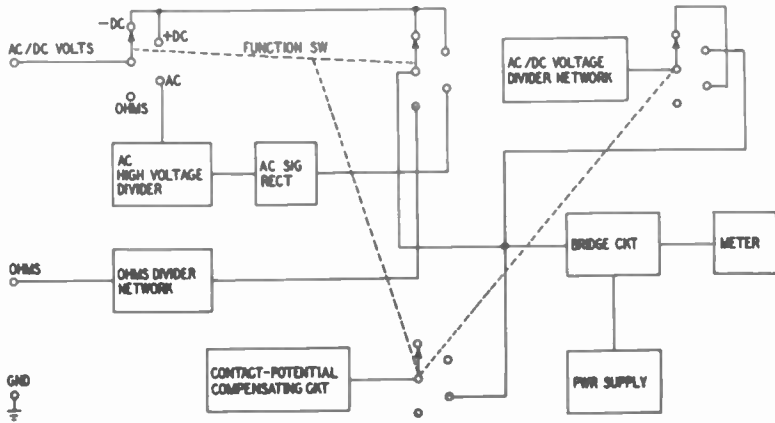 -DC
+DC
AC/DC VOLTS
FUNCTION SW
AC/DC VOLTAGE
DIVIDER NETWORK
AC
OHMS
AC
HIGH VOLTAGE
DIVIDER
AC SIG
RECT
BRIDGE CKT
METER
OHMS
OHMS DIVIDER
NETWORK
CONTACT-POTENTIAL
COMPENSATING CKT
PWR SUPPLY
GND